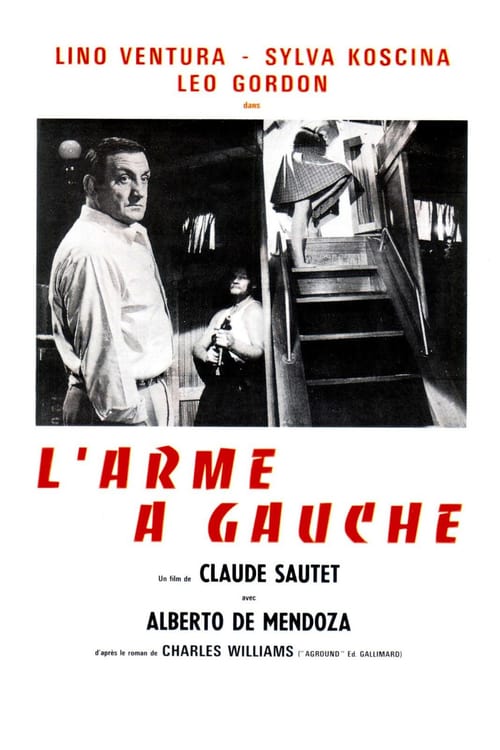 LINO VENTURA - SYLVA KOSCINA
LEO GORDON
dans
L'ARME
A GAUCHE
Un film de CLAUDE SAUTET
avec
ALBERTO DE MENDOZA
d'après le roman de CHARLES WILLIAMS ("AGROUND" Ed. GALLIMARD)